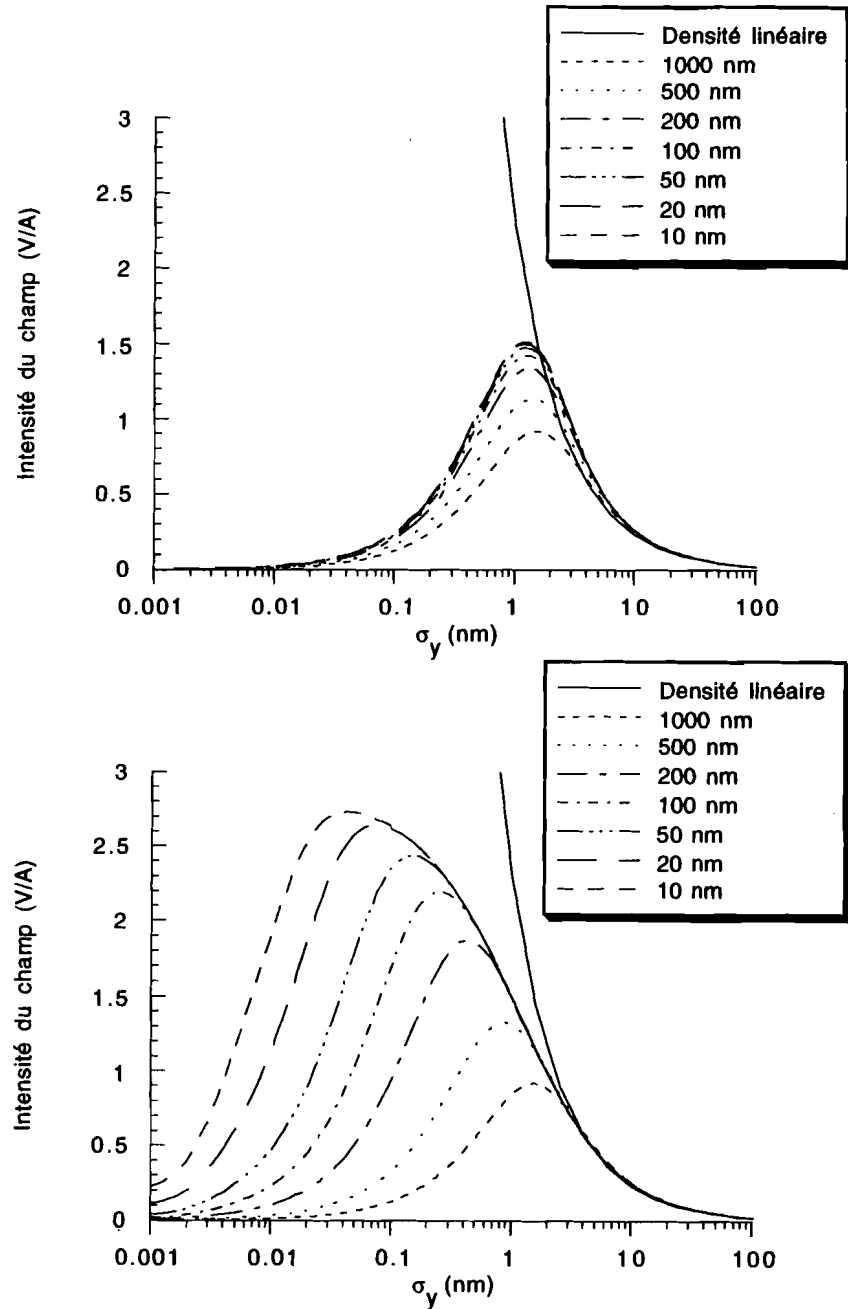 Densité linéaire
1000 nm
500 nm
200 nm
100 nm
50 nm
20 nm
10 nm
3
2.5
2
1.5
1
0.5
0
Intensité du champ (V/A)
0.001 0.01 0.1 1 10 100
σy (nm)
Densité linéaire
1000 nm
500 nm
200 nm
100 nm
50 nm
20 nm
10 nm
3
2.5
2
1.5
1
0.5
0
Intensité du champ (V/A)
0.001 0.01 0.1 1 10 100
σy (nm)